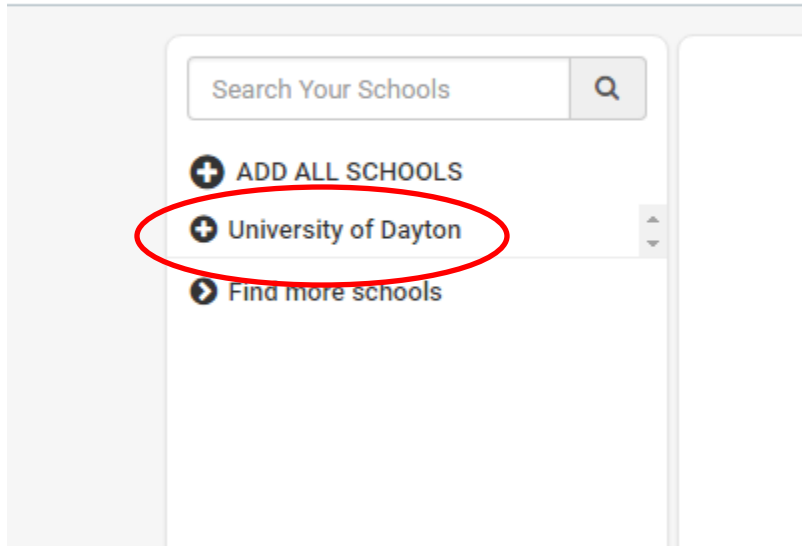 Search Your Schools
ADD ALL SCHOOLS
University of Dayton
Find more schools